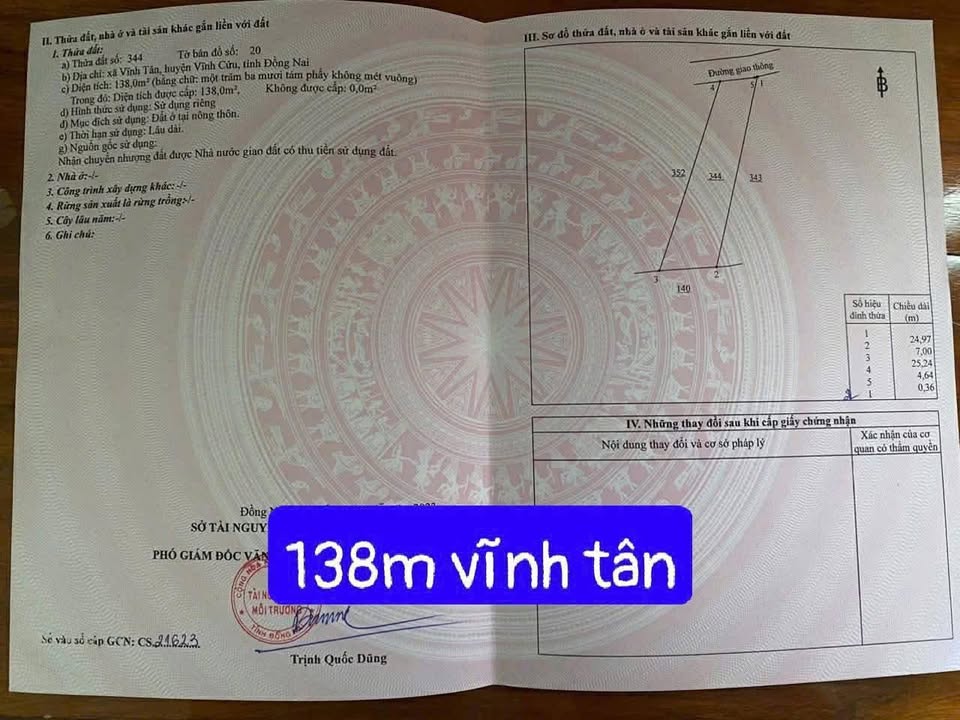 II. Thửa đất, nhà ở và tài sản khác gắn liền với đất
1. Thửa đất:
a) Thửa đất số: 344 Tờ bản đồ số: 20
b) Địa chỉ: xã Vĩnh Tân, huyện Vĩnh Cửu, tỉnh Đồng Nai
c) Diện tích: 138,0m² (bằng chữ: một trăm ba mươi tám phẩy không mét vuông)
Trong đó: Diện tích được cấp: 138,0m², Không được cấp: 0,0m².
d) Hình thức sử dụng: Sử dụng riêng
đ) Mục đích sử dụng: Đất ở tại nông thôn.
e) Thời hạn sử dụng: Lâu dài.
g) Nguồn gốc sử dụng:
Nhận chuyển nhượng đất được Nhà nước giao đất có thu tiền sử dụng đất.
2. Nhà ở:-/-
3. Công trình xây dựng khác:-/-
4. Rừng sản xuất là rừng trồng:-/-
5. Cây lâu năm:-/-
6. Ghi chú:
Đồng
SỞ TÀI NGUY
PHÓ GIÁM ĐỐC VĂN
TÀI
MÔI TRƯỜNG
TỈNH ĐỒNG
Số vào sổ cấp GCN: CS.21623
Trịnh Quốc Dũng
138m vĩnh tân
III. Sơ đồ thửa đất, nhà ở và tài sản khác gắn liền với đất
Đường giao thông
B
4 5 1
352 344 343
3 2
140
Số hiệu đỉnh thửa Chiều dài (m)
1
24,97
2
7,00
3
25,24
4
4,64
5
0,36
1
IV. Những thay đổi sau khi cấp giấy chứng nhận
Nội dung thay đổi và cơ sở pháp lý
Xác nhận của cơ
quan có thẩm quyền